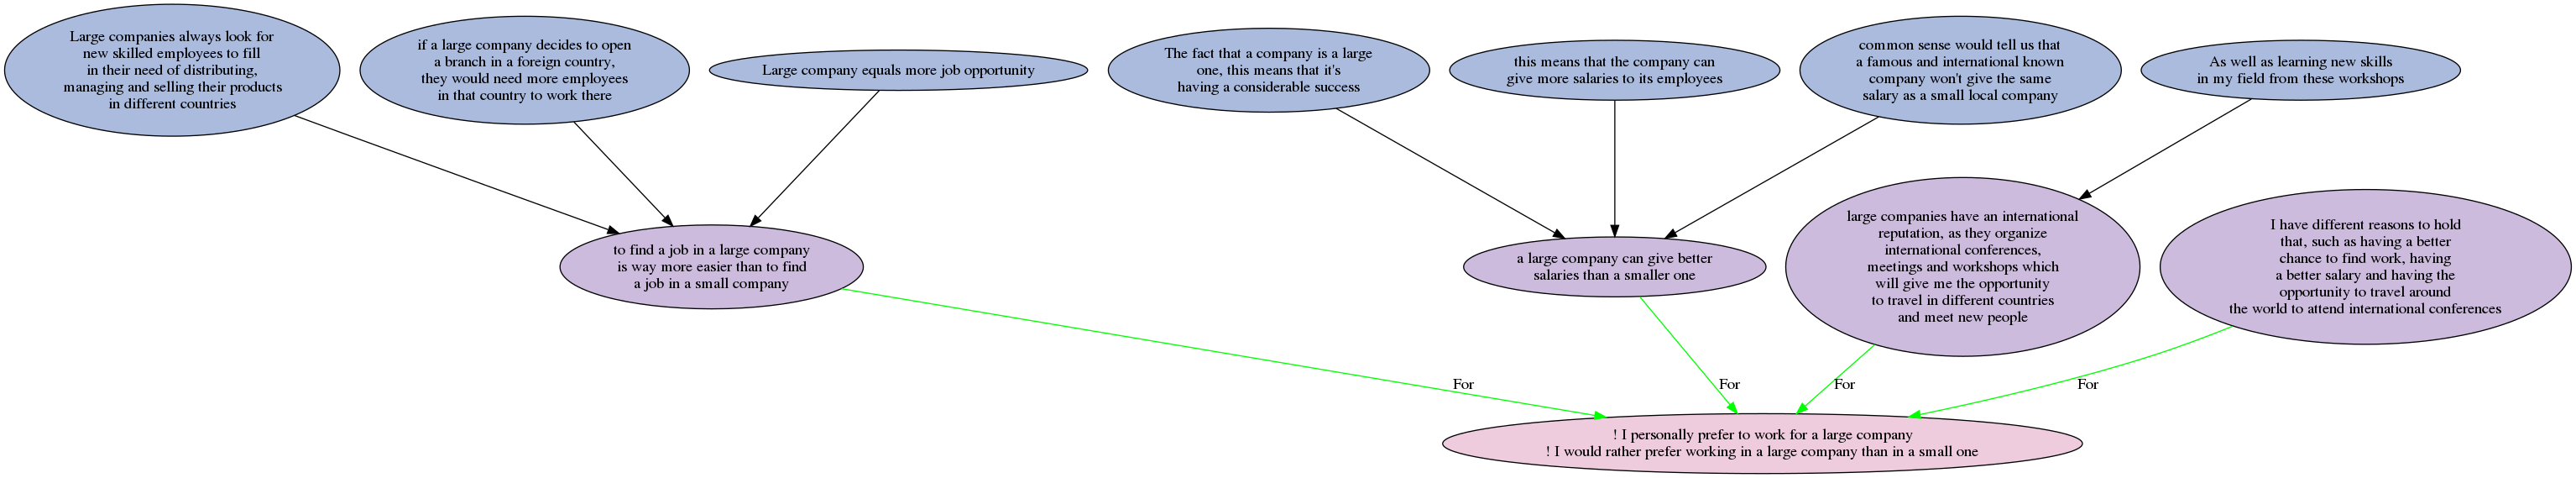 Large companies always look for
new skilled employees to fill
in their need of distributing,
managing and selling their products
in different countries
if a large company decides to open
a branch in a foreign country,
they would need more employees
in that country to work there
Large company equals more job opportunity
The fact that a company is a large
one, this means that it's
having a considerable success
this means that the company can
give more salaries to its employees
common sense would tell us that
a famous and international known
company won't give the same
salary as a small local company
As well as learning new skills
in my field from these workshops
to find a job in a large company
is way more easier than to find
a job in a small company
a large company can give better
salaries than a smaller one
large companies have an international
reputation, as they organize
international conferences,
meetings and workshops which
will give me the opportunity
to travel in different countries
and meet new people
I have different reasons to hold
that, such as having a better
chance to find work, having
a better salary and having the
opportunity to travel around
the world to attend international conferences
For
For
For
For
! I personally prefer to work for a large company
! I would rather prefer working in a large company than in a small one